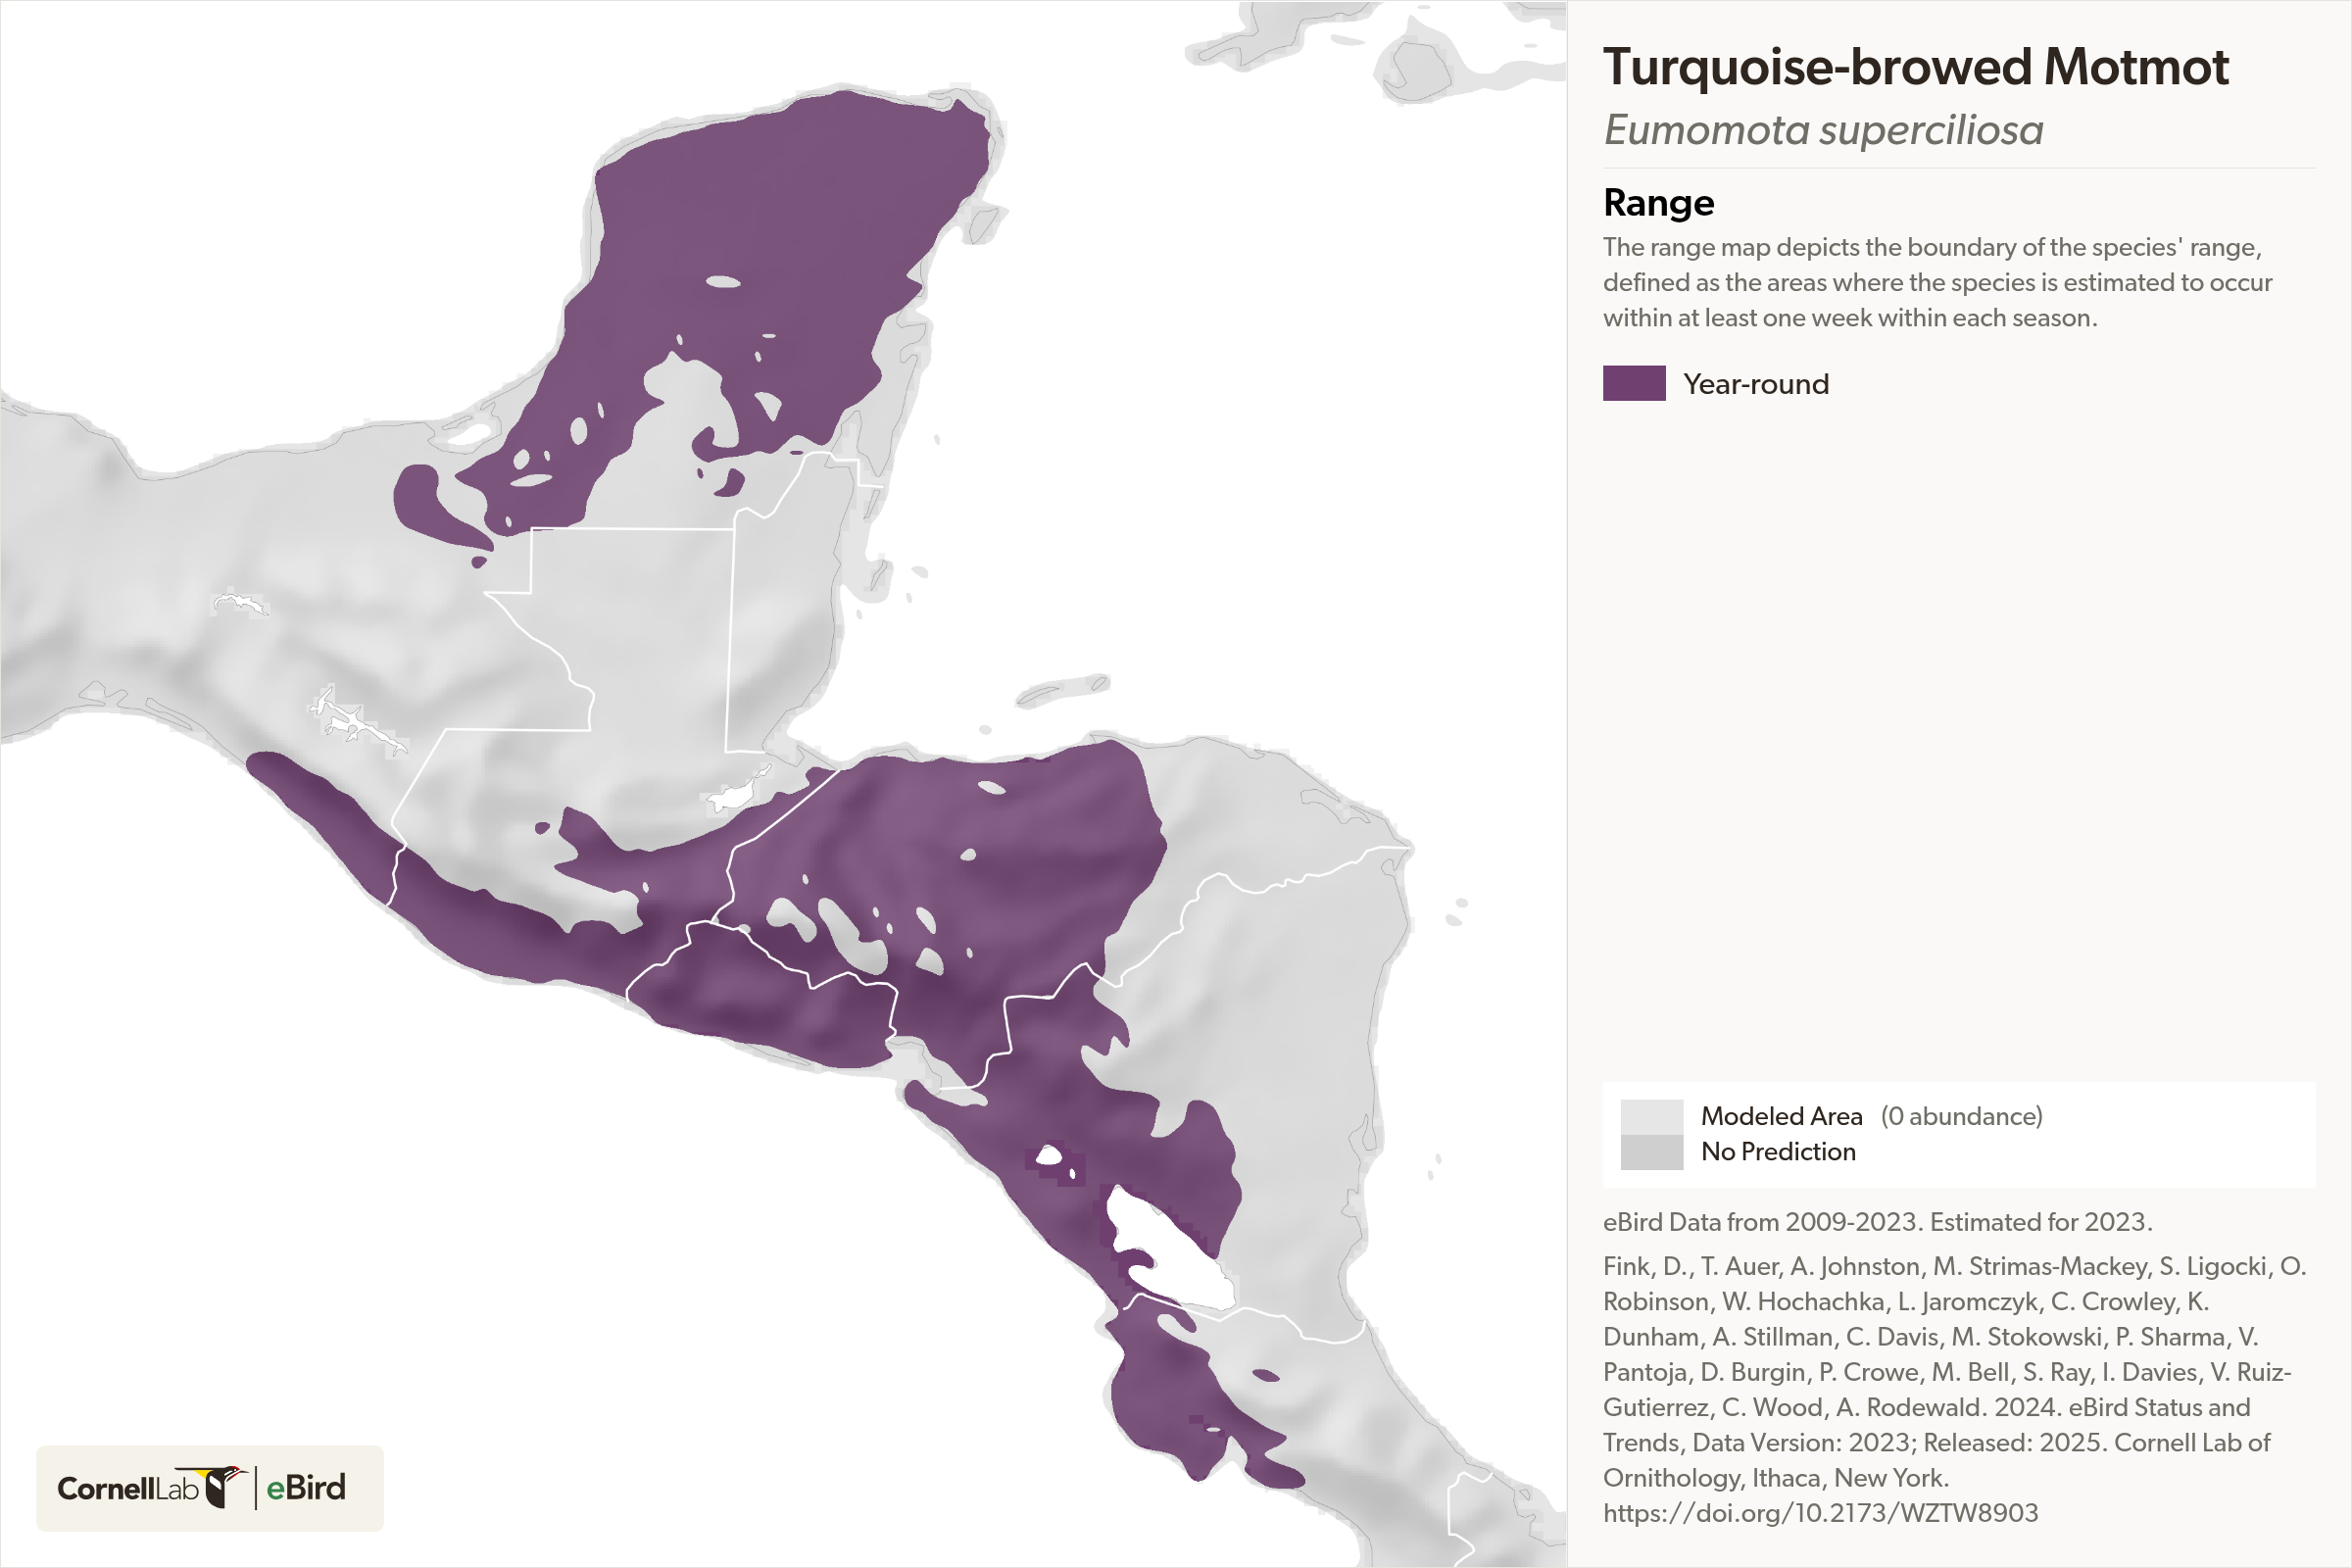 Turquoise-browed Motmot
Eumomota superciliosa
Range
The range map depicts the boundary of the species' range,
defined as the areas where the species is estimated to occur
within at least one week within each season.
Year-round
Modeled Area (0 abundance)
No Prediction
eBird Data from 2009-2023. Estimated for 2023.
Fink, D., T. Auer, A. Johnston, M. Strimas-Mackey, S. Ligocki, O.
Robinson, W. Hochachka, L. Jaromczyk, C. Crowley, K.
Dunham, A. Stillman, C. Davis, M. Stokowski, P. Sharma, V.
Pantoja, D. Burgin, P. Crowe, M. Bell, S. Ray, I. Davies, V. Ruiz-
Gutierrez, C. Wood, A. Rodewald. 2024. eBird Status and
Trends, Data Version: 2023; Released: 2025. Cornell Lab of
Ornithology, Ithaca, New York.
https://doi.org/10.2173/WZTW8903
CornellLab eBird